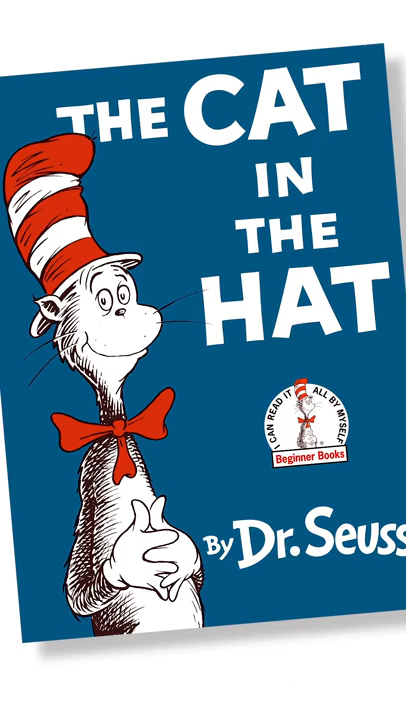 THE CAT
IN
THE
HAT
I CAN READ IT ALL BY MYSELF
Beginner Books
By Dr. Seuss